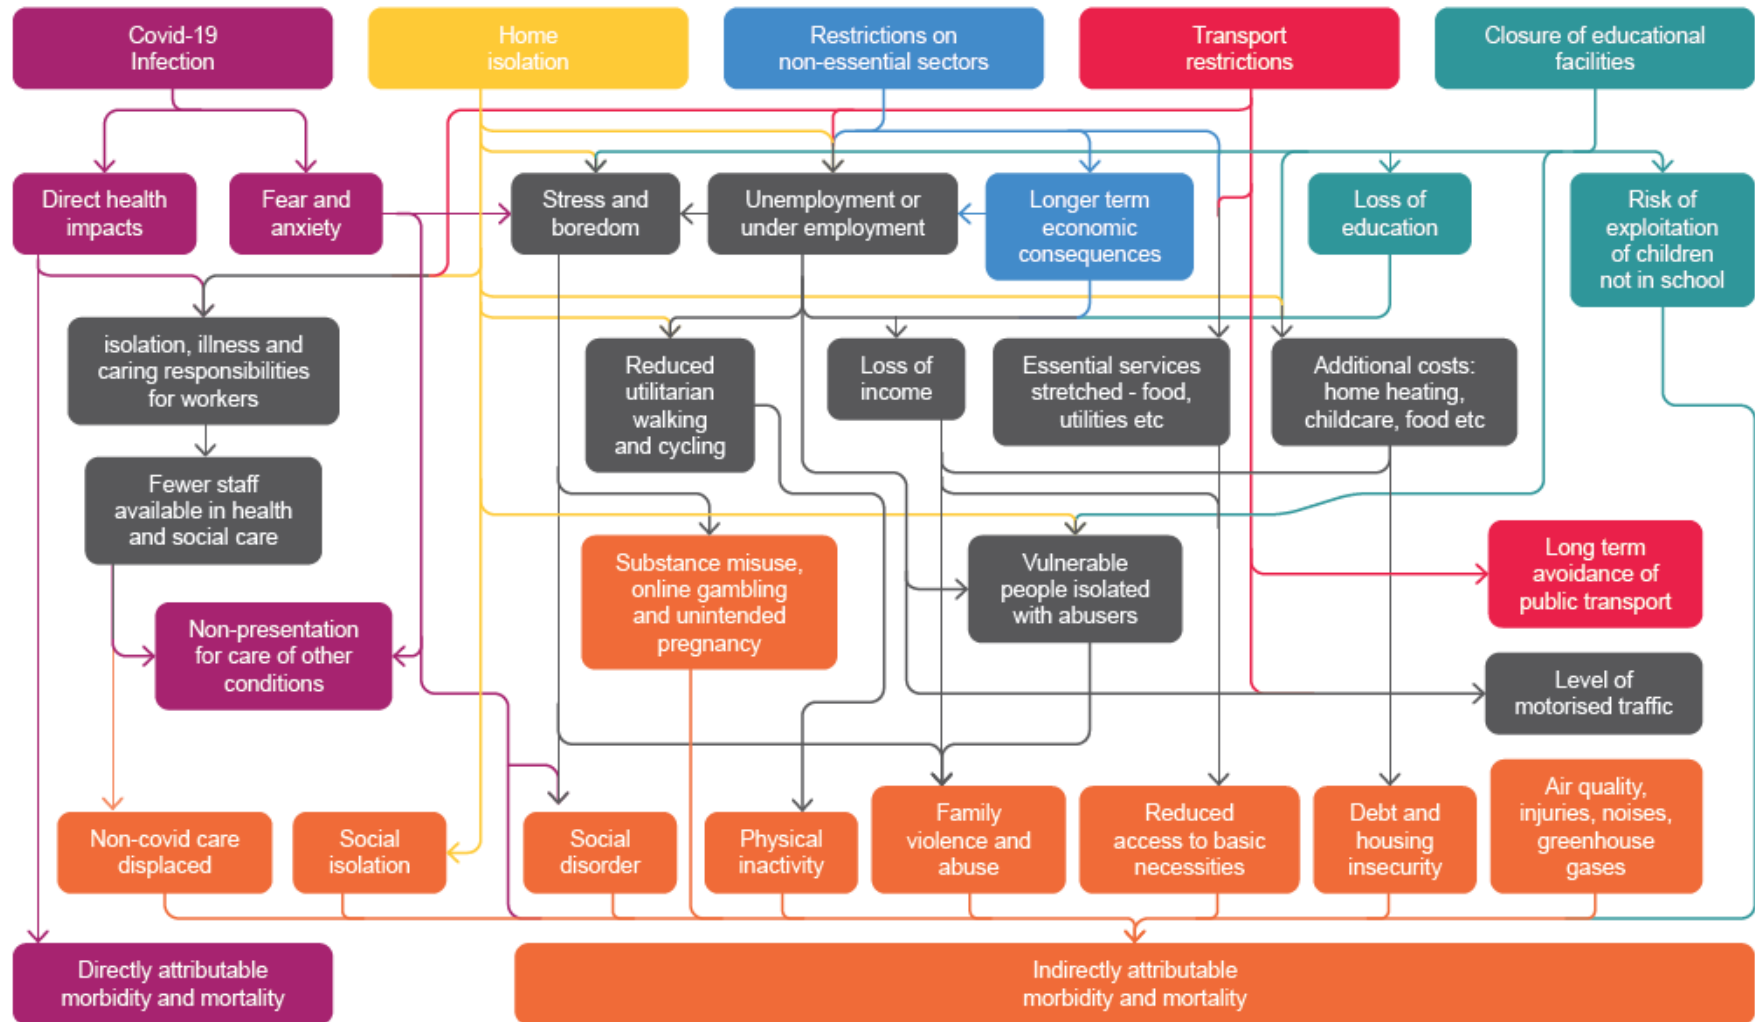 Covid-19
Infection
Home
isolation
Restrictions on
non-essential sectors
Transport
restrictions
Closure of educational
facilities
Direct health
impacts
Fear and
anxiety
Stress and
boredom
Unemployment or
under employment
Longer term
economic
consequences
Loss of
education
Risk of
exploitation
of children
not in school
isolation, illness and
caring responsibilities
for workers
Reduced
utilitarian
walking
and cycling
Loss of
income
Essential services
stretched - food,
utilities etc
Additional costs:
home heating,
childcare, food etc
Fewer staff
available in health
and social care
Substance misuse,
online gambling
and unintended
pregnancy
Vulnerable
people isolated
with abusers
Long term
avoidance of
public transport
Non-presentation
for care of other
conditions
Level of
motorised traffic
Non-covid care
displaced
Social
isolation
Social
disorder
Physical
inactivity
Family
violence and
abuse
Reduced
access to basic
necessities
Debt and
housing
insecurity
Air quality,
injuries, noises,
greenhouse
gases
Directly attributable
morbidity and mortality
Indirectly attributable
morbidity and mortality